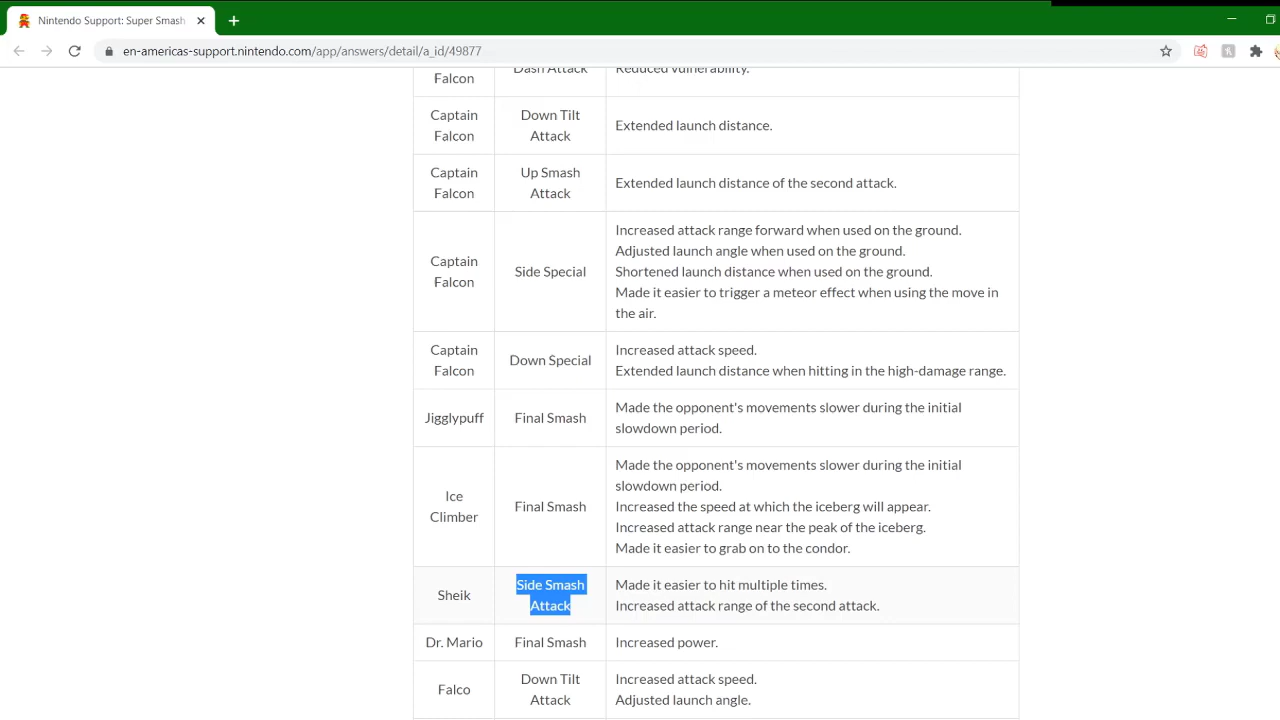 Nintendo Support: Super Smash
en-americas-support.nintendo.com/app/answers/detail/a_id/49877
Falcon
Dash Attack
Reduced vulnerability.
Captain
Falcon
Down Tilt
Attack
Extended launch distance.
Captain
Falcon
Up Smash
Attack
Extended launch distance of the second attack.
Captain
Falcon
Side Special
Increased attack range forward when used on the ground.
Adjusted launch angle when used on the ground.
Shortened launch distance when used on the ground.
Made it easier to trigger a meteor effect when using the move in
the air.
Captain
Falcon
Down Special
Increased attack speed.
Extended launch distance when hitting in the high-damage range.
Jigglypuff
Final Smash
Made the opponent's movements slower during the initial
slowdown period.
Ice
Climber
Final Smash
Made the opponent's movements slower during the initial
slowdown period.
Increased the speed at which the iceberg will appear.
Increased attack range near the peak of the iceberg.
Made it easier to grab on to the condor.
Sheik
Side Smash
Attack
Made it easier to hit multiple times.
Increased attack range of the second attack.
Dr. Mario
Final Smash
Increased power.
Falco
Down Tilt
Attack
Increased attack speed.
Adjusted launch angle.